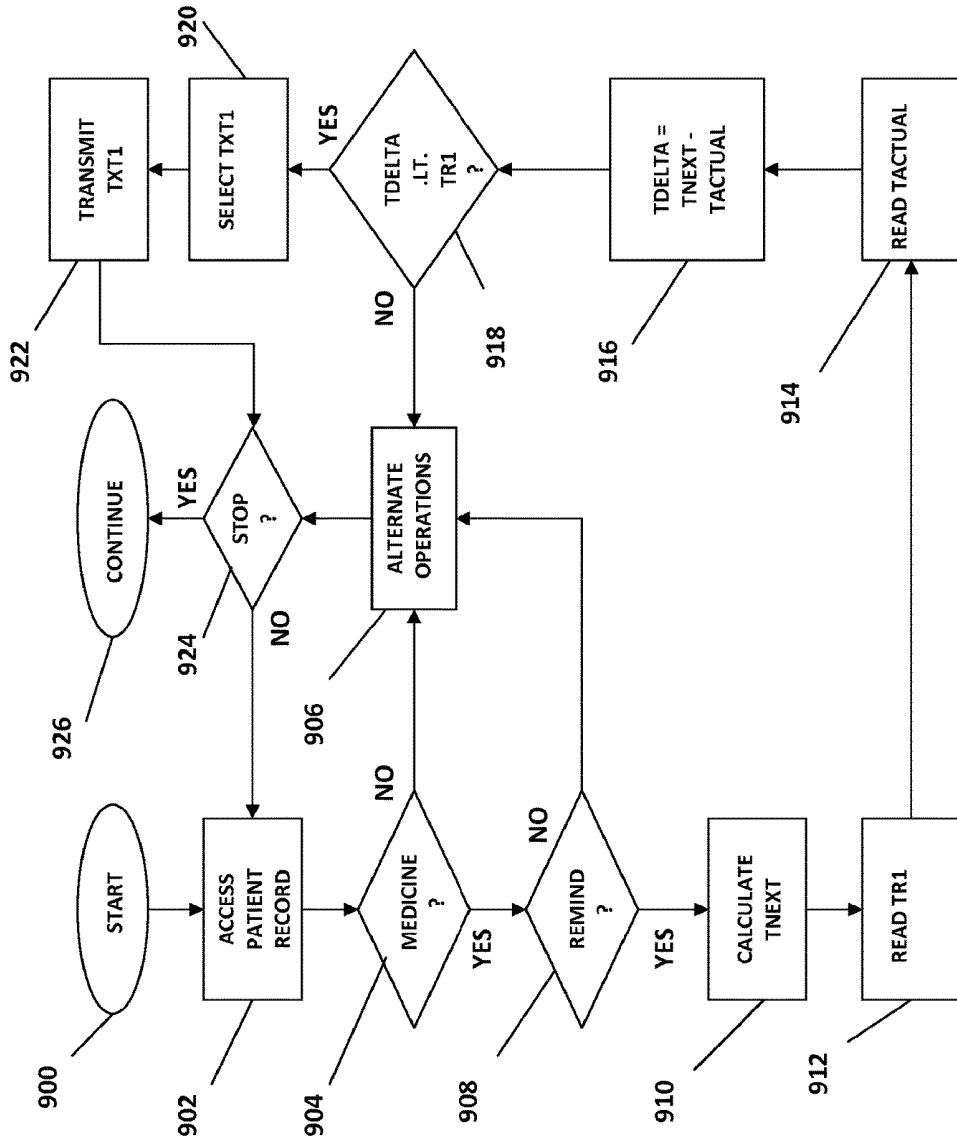 900
START
902
ACCESS
PATIENT
RECORD
904
MEDICINE
?
NO
YES
906
ALTERNATE
OPERATIONS
908
REMIND
?
NO
YES
910
CALCULATE
TNEXT
912
READ TR1
914
READ TACTUAL
916
TDELTA =
TNEXT -
TACTUAL
918
TDELTA
.LT.
TR1
?
NO
YES
920
SELECT TXT1
922
TRANSMIT
TXT1
924
STOP
?
NO
YES
926
CONTINUE